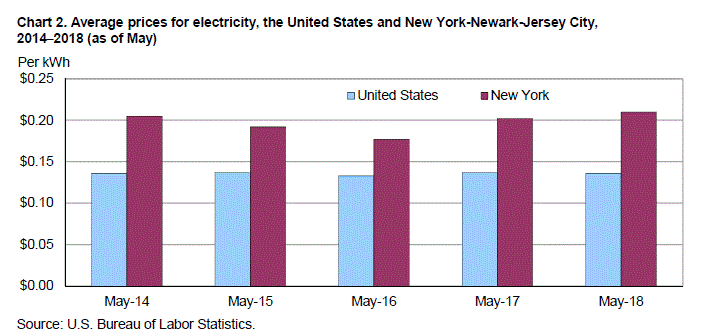 Chart 2. Average prices for electricity, the United States and New York-Newark-Jersey City,
2014–2018 (as of May)
Per kWh
$0.25
United States
New York
$0.20
$0.15
$0.10
$0.05
$0.00
May-14
May-15
May-16
May-17
May-18
Source: U.S. Bureau of Labor Statistics.